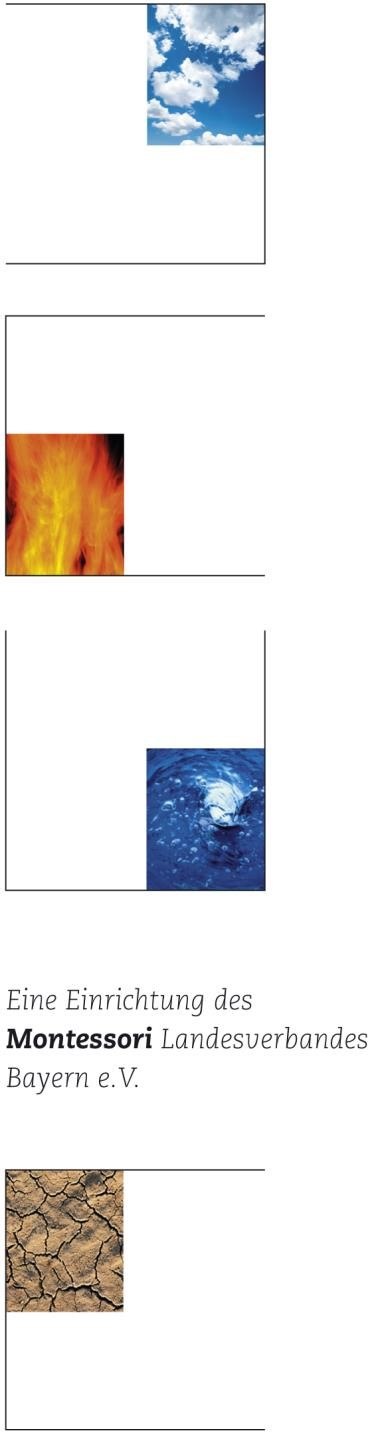 Eine Einrichtung des
Montessori Landesverbandes
Bayern e.V.